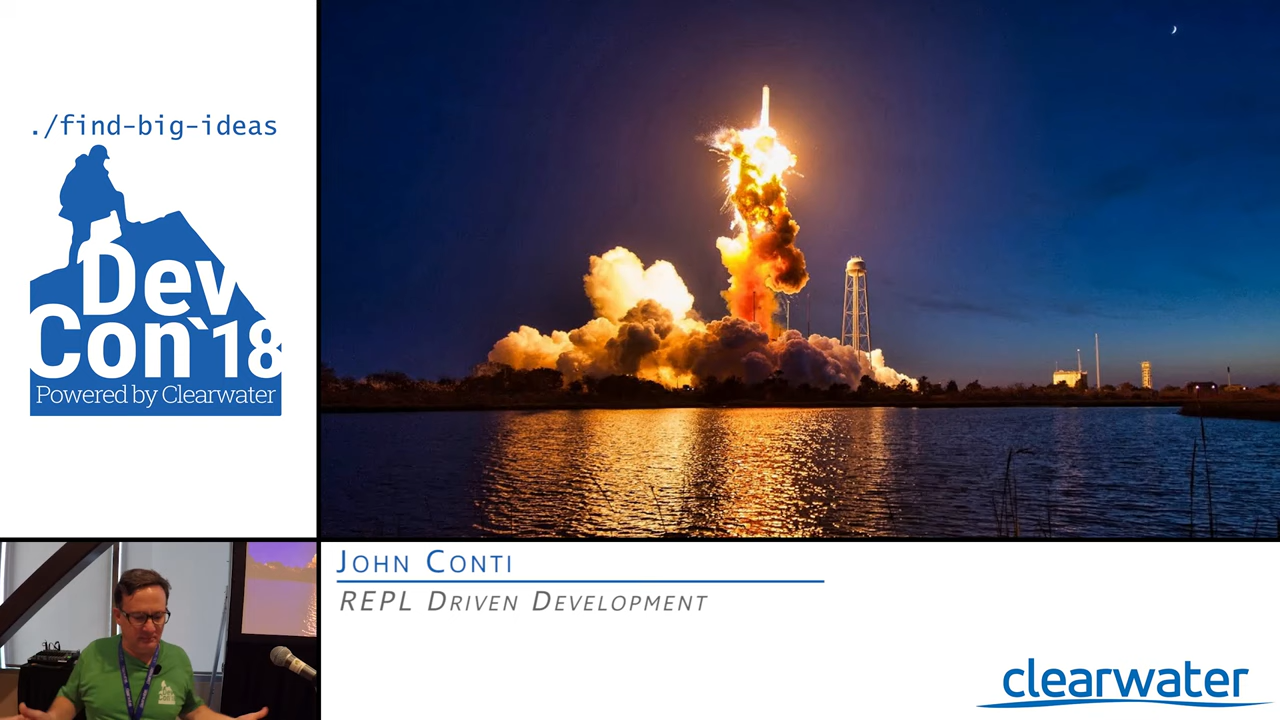 ./find-big-ideas
Dev
Con`18
Powered by Clearwater
JOHN CONTI
REPL DRIVEN DEVELOPMENT
clearwater